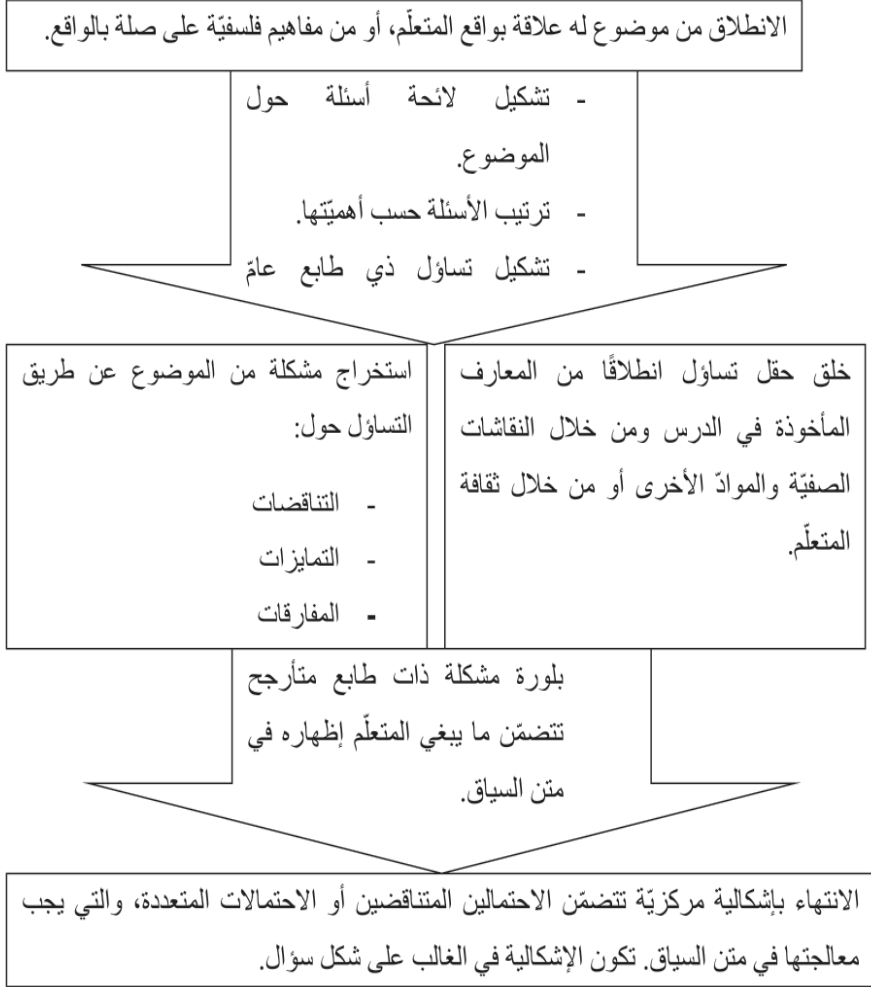 الانطلاق من موضوع له علاقة بواقع المتعلّم، أو من مفاهيم فلسفيّة على صلة بالواقع.
- تشكيل لائحة أسئلة حول
الموضوع.
- ترتيب الأسئلة حسب أهميّتها.
- تشكيل تساؤل ذي طابع عامّ
خلق حقل تساؤل انطلاقًا من المعارف
المأخوذة في الدرس ومن خلال النقاشات
الصفيّة والموادّ الأخرى أو من خلال ثقافة
المتعلّم.
استخراج مشكلة من الموضوع عن طريق
التساؤل حول:
- التناقضات
- التمايزات
- المفارقات
بلورة مشكلة ذات طابع متأرجح
تتضمّن ما يبغي المتعلّم إظهاره في
متن السياق.
الانتهاء بإشكالية مركزيّة تتضمّن الاحتمالين المتناقضين أو الاحتمالات المتعددة، والتي يجب
معالجتها في متن السياق. تكون الإشكالية في الغالب على شكل سؤال.